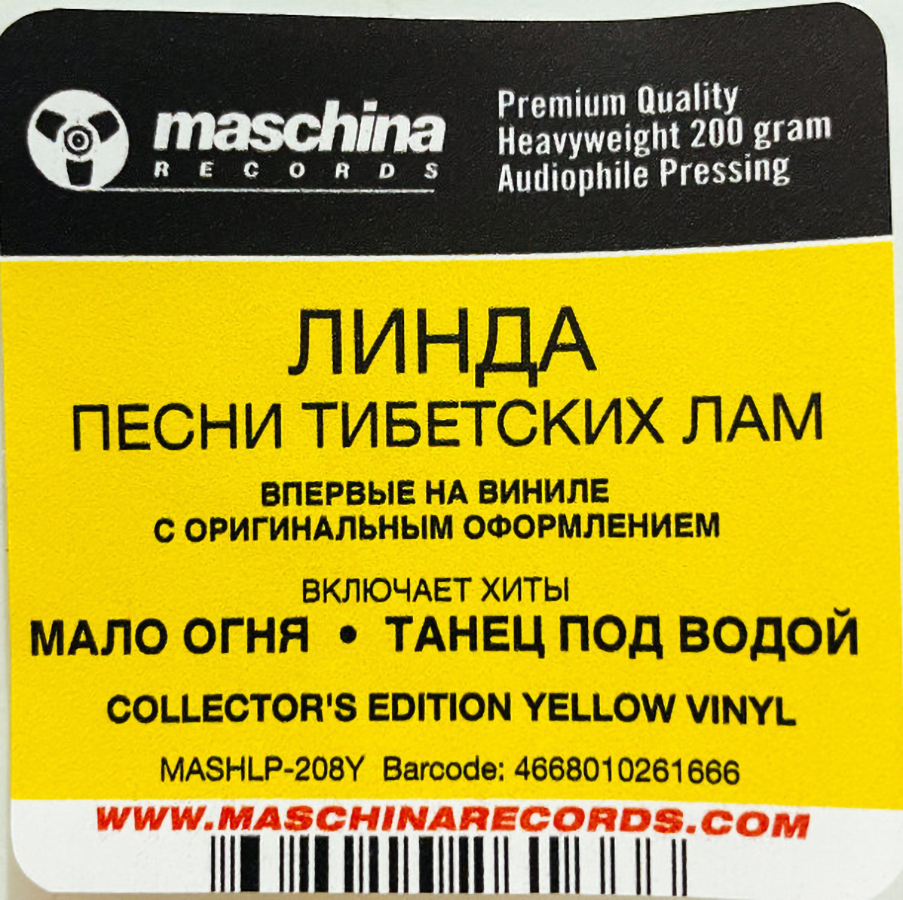 maschina
RECORDS
Premium Quality
Heavyweight 200 gram
Audiophile Pressing
ЛИНДА
ПЕСНИ ТИБЕТСКИХ ЛАМ
ВПЕРВЫЕ НА ВИНИЛЕ
С ОРИГИНАЛЬНЫМ ОФОРМЛЕНИЕМ
ВКЛЮЧАЕТ ХИТЫ
МАЛО ОГНЯ • ТАНЕЦ ПОД ВОДОЙ
COLLECTOR'S EDITION YELLOW VINYL
MASHLP-208Y Barcode: 4668010261666
WWW.MASCHINARECORDS.COM